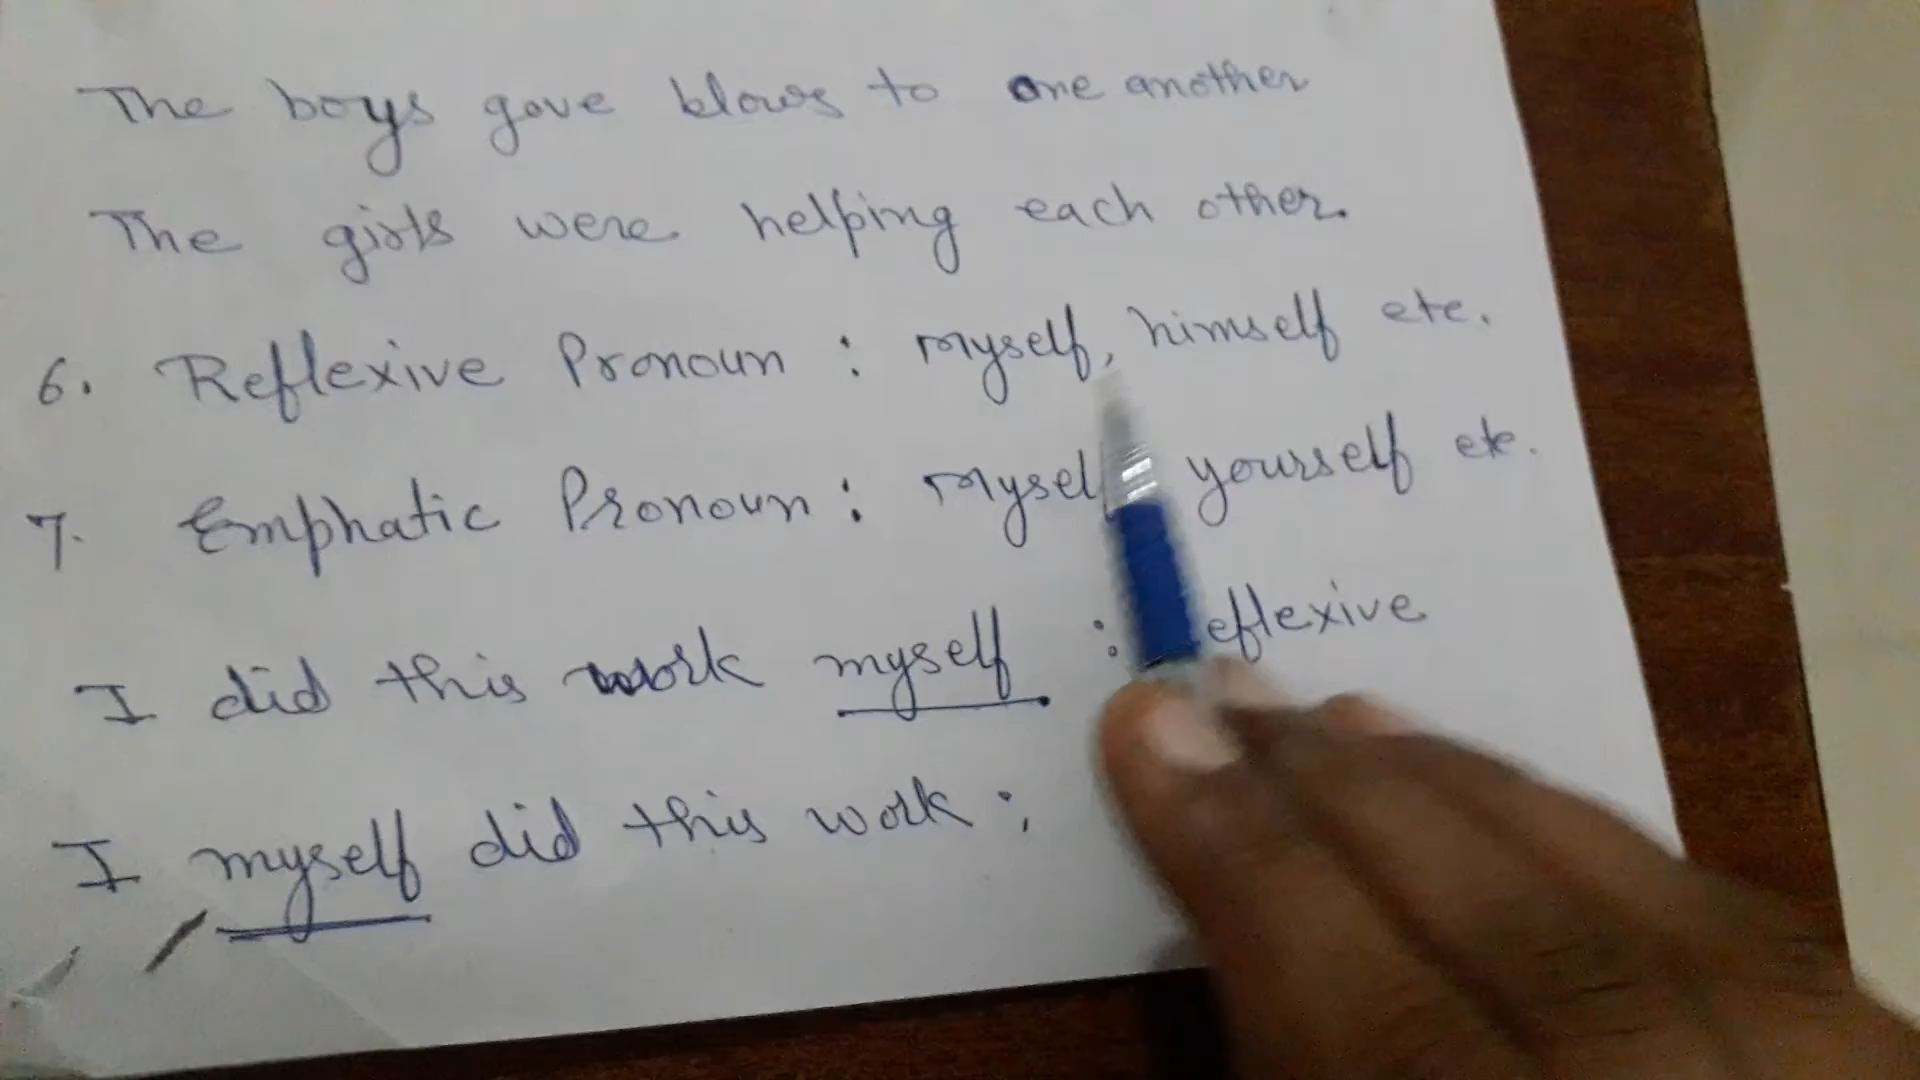 The boys gave blows to one another
The girls were helping each other.
6. Reflexive Pronoun : Myself, himself etc.
7. Emphatic Pronoun : Myself yourself etc.
I did this work myself : eflexive
I myself did this work :